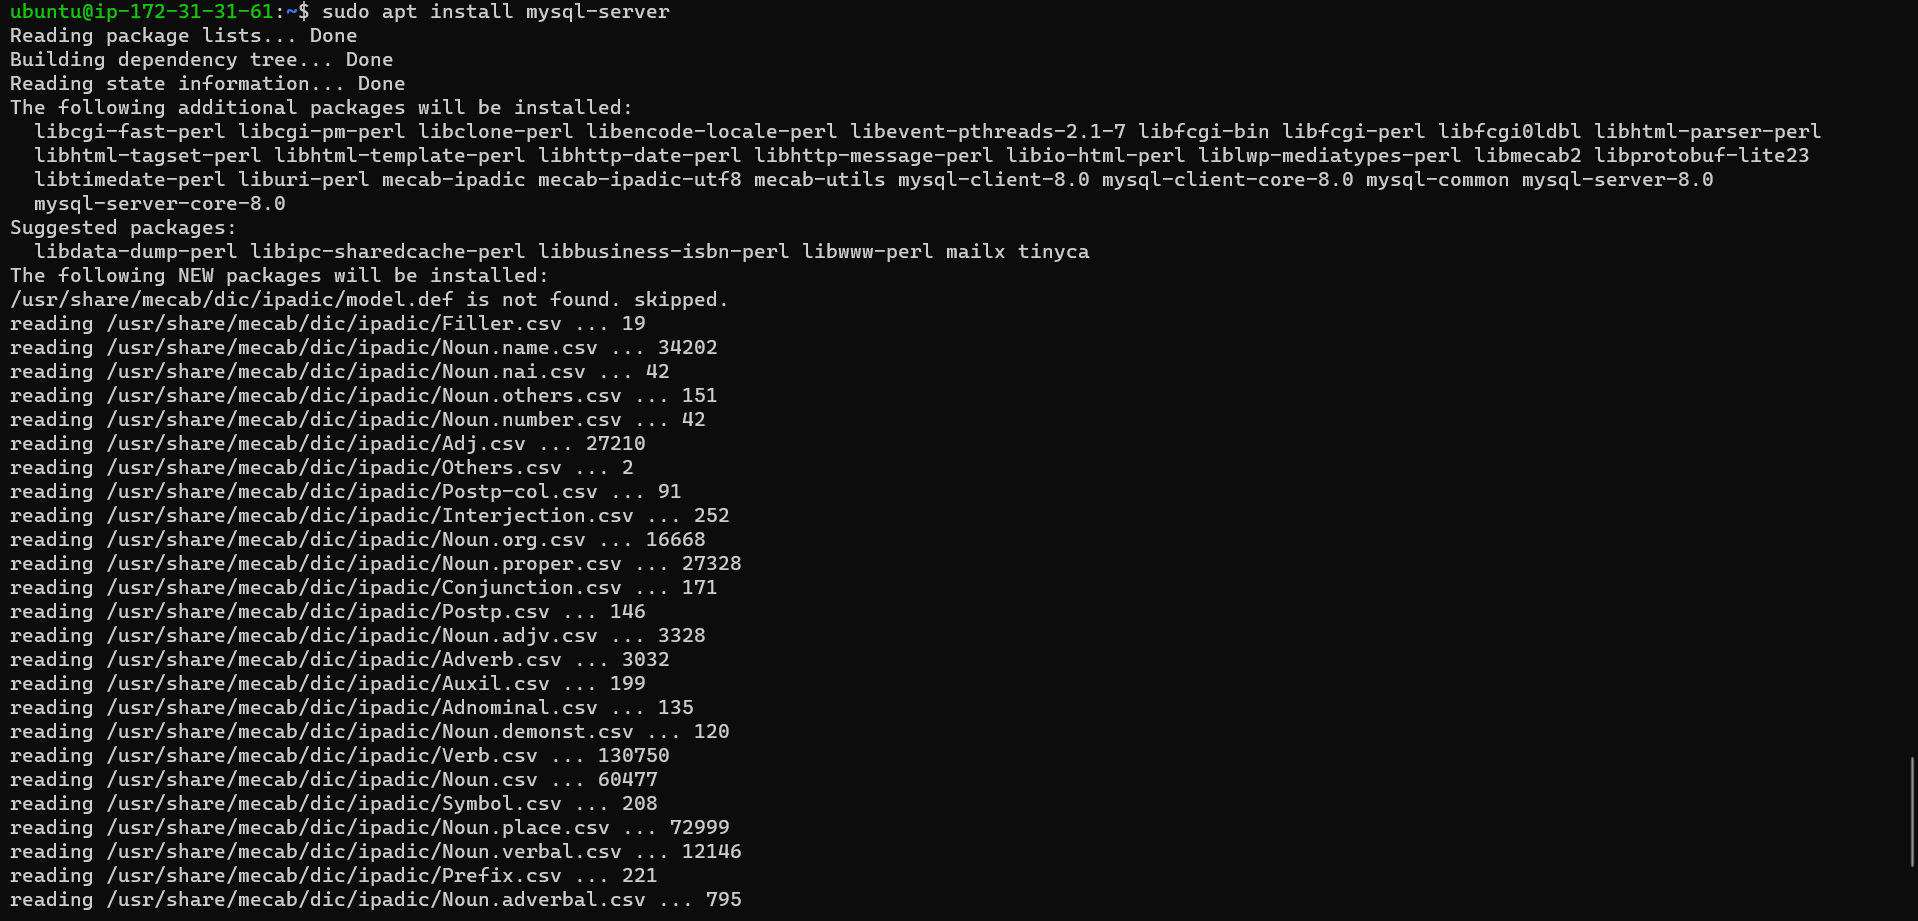 ubuntu@ip-172-31-31-61:~$ sudo apt install mysql-server
Reading package lists... Done
Building dependency tree... Done
Reading state information... Done
The following additional packages will be installed:
  libcgi-fast-perl libcgi-pm-perl libclone-perl libencode-locale-perl libevent-pthreads-2.1-7 libfcgi-bin libfcgi-perl libfcgi0ldbl libhtml-parser-perl
  libhtml-tagset-perl libhtml-template-perl libhttp-date-perl libhttp-message-perl libio-html-perl liblwp-mediatypes-perl libmecab2 libprotobuf-lite23
  libtimedate-perl liburi-perl mecab-ipadic mecab-ipadic-utf8 mecab-utils mysql-client-8.0 mysql-client-core-8.0 mysql-common mysql-server-8.0
  mysql-server-core-8.0
Suggested packages:
  libdata-dump-perl libipc-sharedcache-perl libbusiness-isbn-perl libwww-perl mailx tinyca
The following NEW packages will be installed:
/usr/share/mecab/dic/ipadic/model.def is not found. skipped.
reading /usr/share/mecab/dic/ipadic/Filler.csv ... 19
reading /usr/share/mecab/dic/ipadic/Noun.name.csv ... 34202
reading /usr/share/mecab/dic/ipadic/Noun.nai.csv ... 42
reading /usr/share/mecab/dic/ipadic/Noun.others.csv ... 151
reading /usr/share/mecab/dic/ipadic/Noun.number.csv ... 42
reading /usr/share/mecab/dic/ipadic/Adj.csv ... 27210
reading /usr/share/mecab/dic/ipadic/Others.csv ... 2
reading /usr/share/mecab/dic/ipadic/Postp-col.csv ... 91
reading /usr/share/mecab/dic/ipadic/Interjection.csv ... 252
reading /usr/share/mecab/dic/ipadic/Noun.org.csv ... 16668
reading /usr/share/mecab/dic/ipadic/Noun.proper.csv ... 27328
reading /usr/share/mecab/dic/ipadic/Conjunction.csv ... 171
reading /usr/share/mecab/dic/ipadic/Postp.csv ... 146
reading /usr/share/mecab/dic/ipadic/Noun.adjv.csv ... 3328
reading /usr/share/mecab/dic/ipadic/Adverb.csv ... 3032
reading /usr/share/mecab/dic/ipadic/Auxil.csv ... 199
reading /usr/share/mecab/dic/ipadic/Adnominal.csv ... 135
reading /usr/share/mecab/dic/ipadic/Noun.demonst.csv ... 120
reading /usr/share/mecab/dic/ipadic/Verb.csv ... 130750
reading /usr/share/mecab/dic/ipadic/Noun.csv ... 60477
reading /usr/share/mecab/dic/ipadic/Symbol.csv ... 208
reading /usr/share/mecab/dic/ipadic/Noun.place.csv ... 72999
reading /usr/share/mecab/dic/ipadic/Noun.verbal.csv ... 12146
reading /usr/share/mecab/dic/ipadic/Prefix.csv ... 221
reading /usr/share/mecab/dic/ipadic/Noun.adverbal.csv ... 795